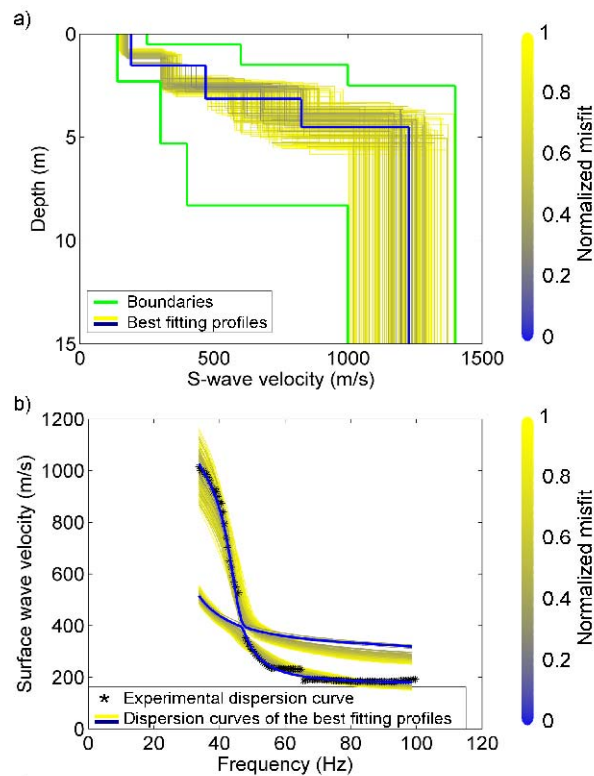 a)
0
5
10
15
Depth (m)
0
500
1000
1500
S-wave velocity (m/s)
Boundaries
Best fitting profiles
1
0.8
0.6
0.4
0.2
0
Normalized misfit
b)
1200
1000
800
600
400
200
0
Surface wave velocity (m/s)
Experimental dispersion curve
Dispersion curves of the best fitting profiles
0
20
40
60
80
100
120
Frequency (Hz)
1
0.8
0.6
0.4
0.2
0
Normalized misfit